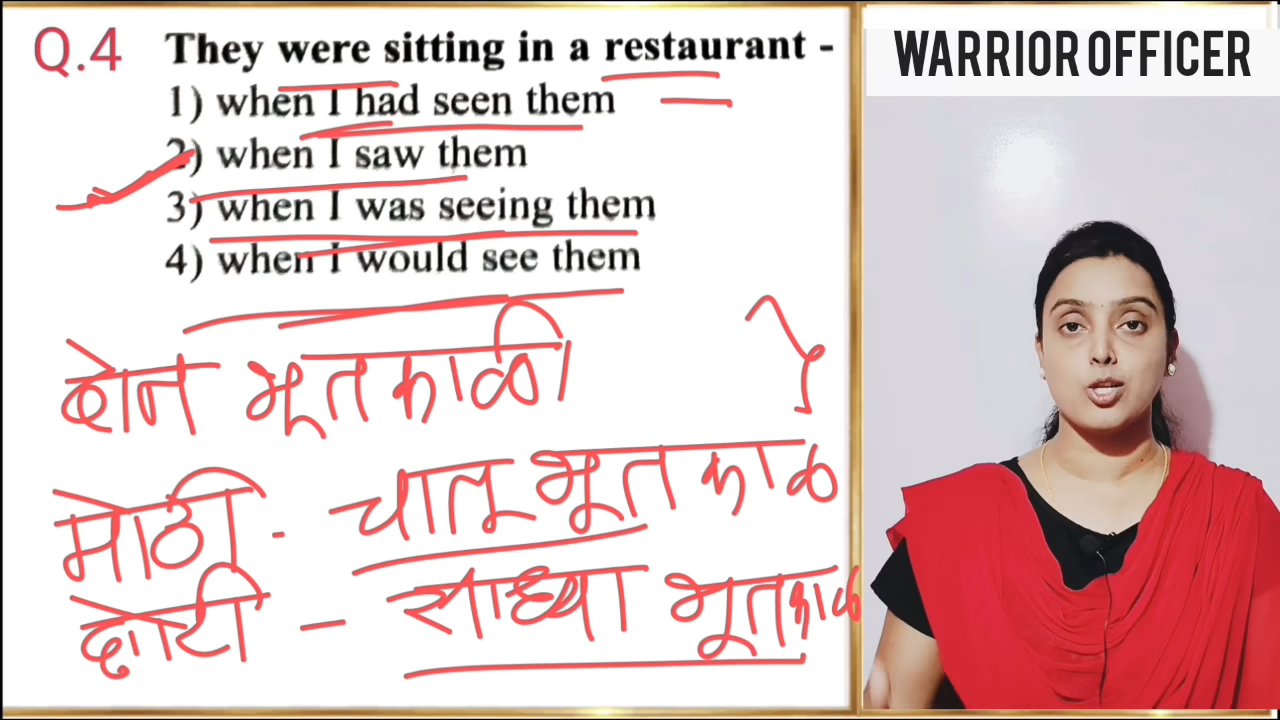 Q.4 They were sitting in a restaurant -
1) when I had seen them
2) when I saw them
3) when I was seeing them
4) when I would see them
दोन भूतकाळी
मोठी - चालू भूतकाळ
छोटी - साध्या भूतकाळ
WARRIOR OFFICER